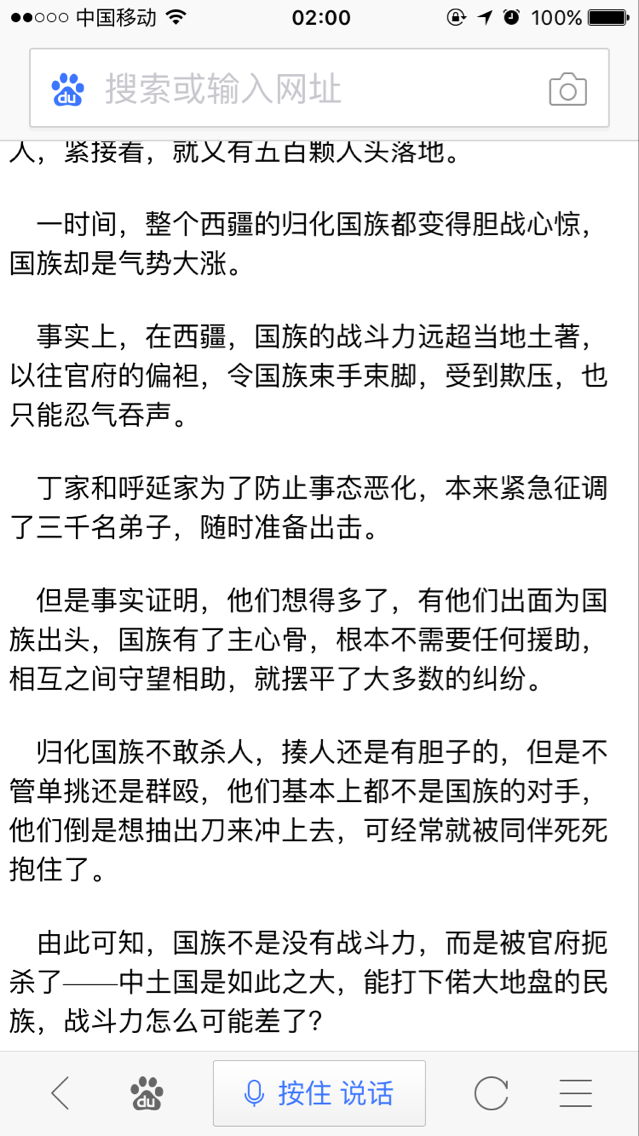 中国移动
02:00
100%
du
搜索或输入网址
人，紧接着，就又有五百颗人头落地。
一时间，整个西疆的归化国族都变得胆战心惊，
国族却是气势大涨。
事实上，在西疆，国族的战斗力远超当地土著，
以往官府的偏袒，令国族束手束脚，受到欺压，也
只能忍气吞声。
丁家和呼延家为了防止事态恶化，本来紧急征调
了三千名弟子，随时准备出击。
但是事实证明，他们想得多了，有他们出面为国
族出头，国族有了主心骨，根本不需要任何援助，
相互之间守望相助，就摆平了大多数的纠纷。
归化国族不敢杀人，揍人还是有胆子的，但是不
管单挑还是群殴，他们基本上都不是国族的对手，
他们倒是想抽出刀来冲上去，可经常就被同伴死死
抱住了。
由此可知，国族不是没有战斗力，而是被官府扼
杀了——中土国是如此之大，能打下偌大地盘的民
族，战斗力怎么可能差了？
du
按住 说话